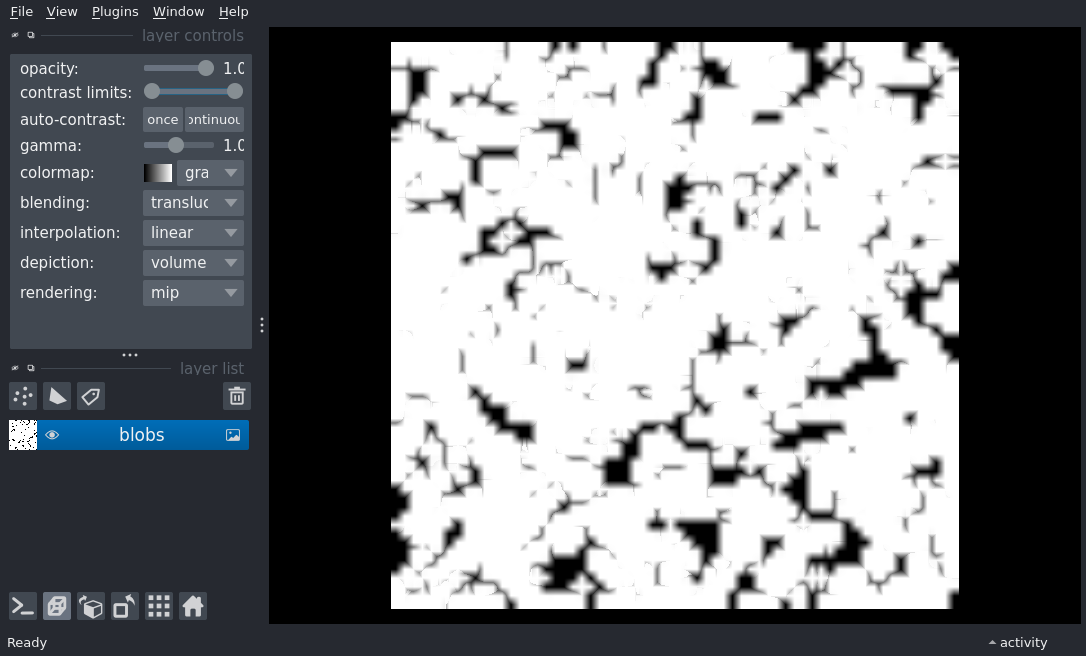 File View Plugins Window Help
layer controls
opacity: 1.0
contrast limits:
auto-contrast: once ontinuou
gamma: 1.0
colormap: gra
blending: transluc
interpolation: linear
depiction: volume
rendering: mip
layer list
blobs
Ready
activity